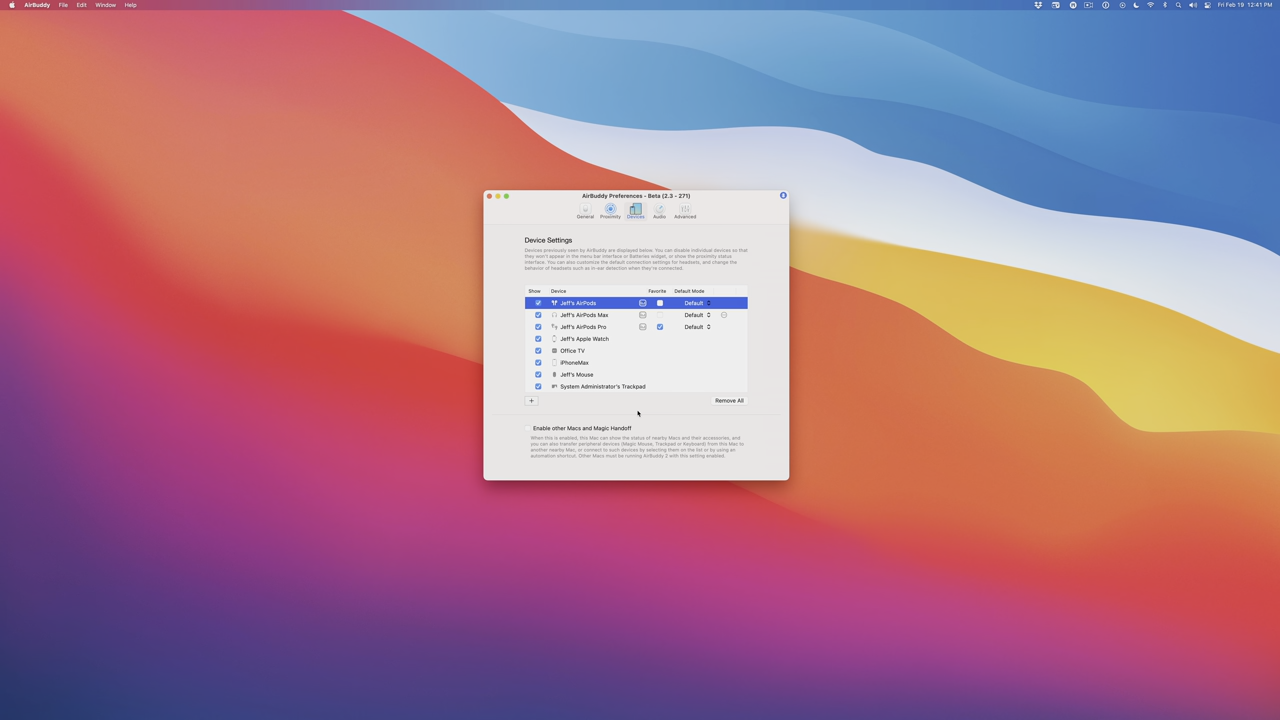 AirBuddy File Edit Window Help
Fri Feb 19 12:41 PM
AirBuddy Preferences - Beta (2.3 - 271)
General Proximity Devices Audio Advanced
Device Settings
Devices previously seen by AirBuddy are displayed below. You can disable individual devices so that
they won't appear in the menu bar interface or Batteries widget, or show the proximity status
interface. You can also customize the default connection settings for headsets, and change the
behavior of headsets such as in-ear detection when they're connected.
Show Device Favorite Default Mode
Jeff's AirPods Default
Jeff's AirPods Max Default
Jeff's AirPods Pro Default
Jeff's Apple Watch
Office TV
iPhoneMax
Jeff's Mouse
System Administrator's Trackpad
+ Remove All
Enable other Macs and Magic Handoff
When this is enabled, this Mac can show the status of nearby Macs and their accessories, and
you can also transfer peripheral devices (Magic Mouse, Trackpad or Keyboard) from this Mac to
another nearby Mac, or connect to such devices by selecting them on the list or by using an
automation shortcut. Other Macs must be running AirBuddy 2 with this setting enabled.